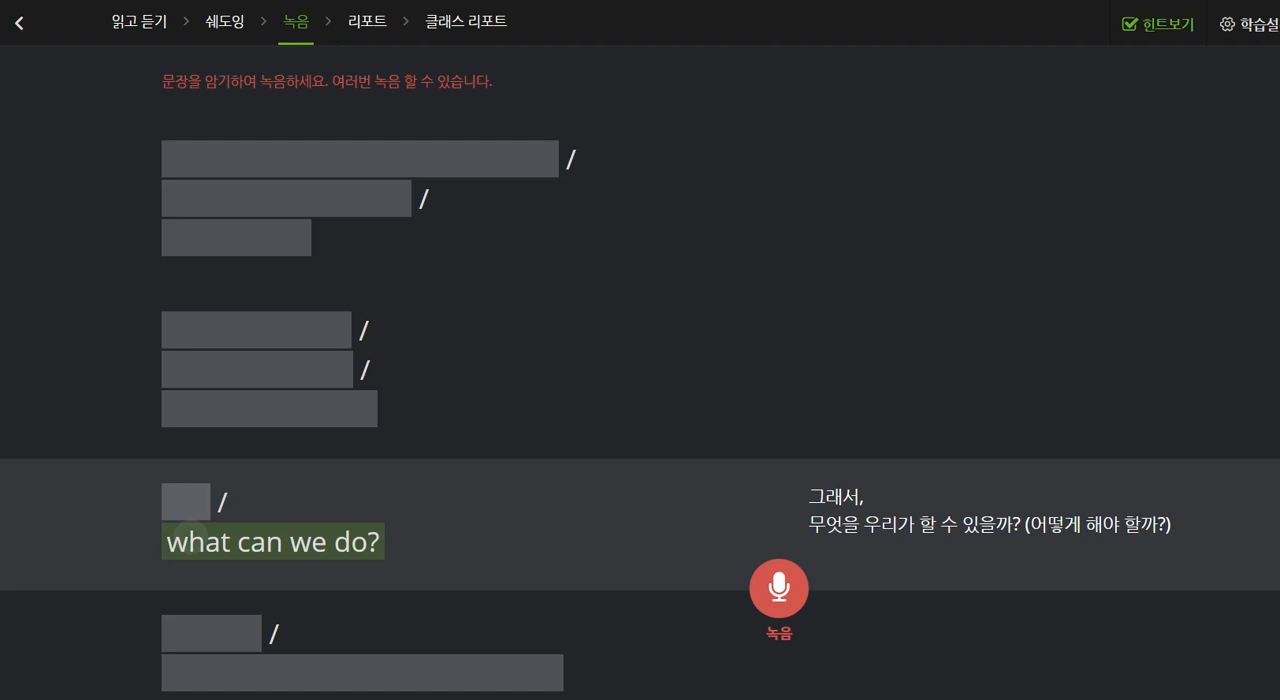 읽고 듣기 > 쉐도잉 > 녹음 > 리포트 > 클래스 리포트
힌트보기
학습설
문장을 암기하여 녹음하세요. 여러번 녹음 할 수 있습니다.
/
/
/
/
/
what can we do?
그래서,
무엇을 우리가 할 수 있을까? (어떻게 해야 할까?)
녹음
/